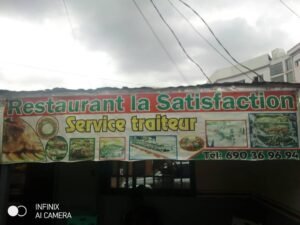 Restaurant la Satisfaction
Service traiteur
Tel: 690 36 96 94
INFINIX
AI CAMERA